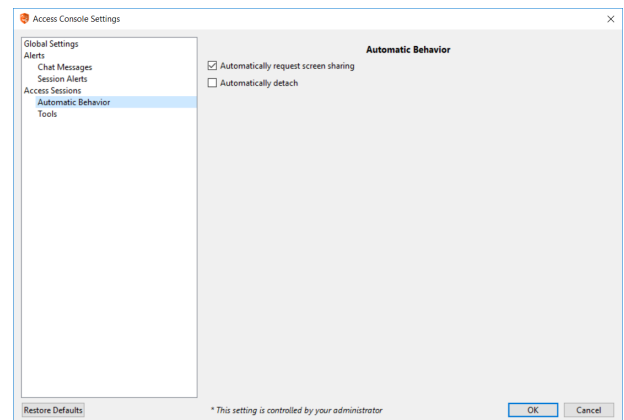 Access Console Settings
Global Settings
Alerts
Chat Messages
Session Alerts
Access Sessions
Automatic Behavior
Tools
Automatic Behavior
Automatically request screen sharing
Automatically detach
Restore Defaults
* This setting is controlled by your administrator
OK
Cancel